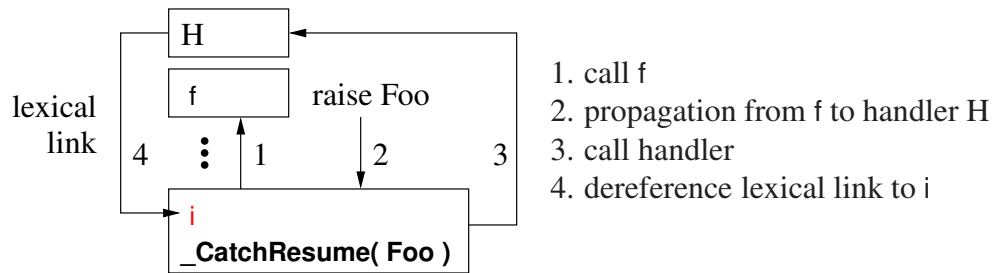 H
f
raise Foo
lexical
link
4
1
2
3
i
_CatchResume( Foo )
1. call f
2. propagation from f to handler H
3. call handler
4. dereference lexical link to i